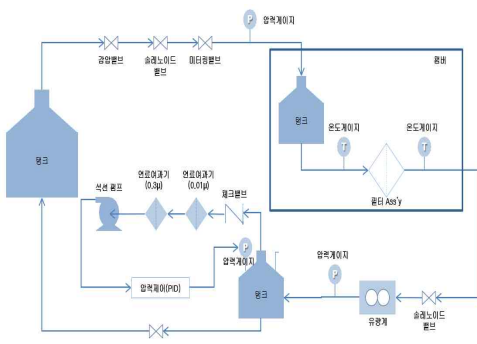 P
압력게이지
감압밸브
솔레노이드
밸브
미터링밸브
챔버
탱크
탱크
온도게이지
온도게이지
T
T
필터 Ass'y
석션 펌프
연료여과기
(0,3μ)
연료여과기
(0,01μ)
체크밸브
P
압력게이지
압력게이지
P
압력제어(PID)
탱크
유량계
솔레노이드
밸브